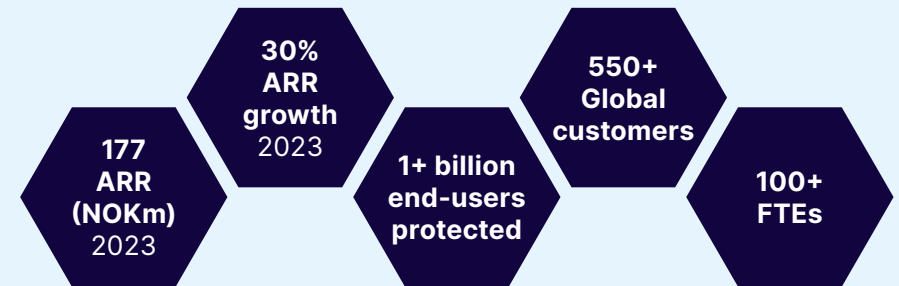 177
ARR
(NOKm)
2023
30%
ARR
growth
2023
1+ billion
end-users
protected
550+
Global
customers
100+
FTEs